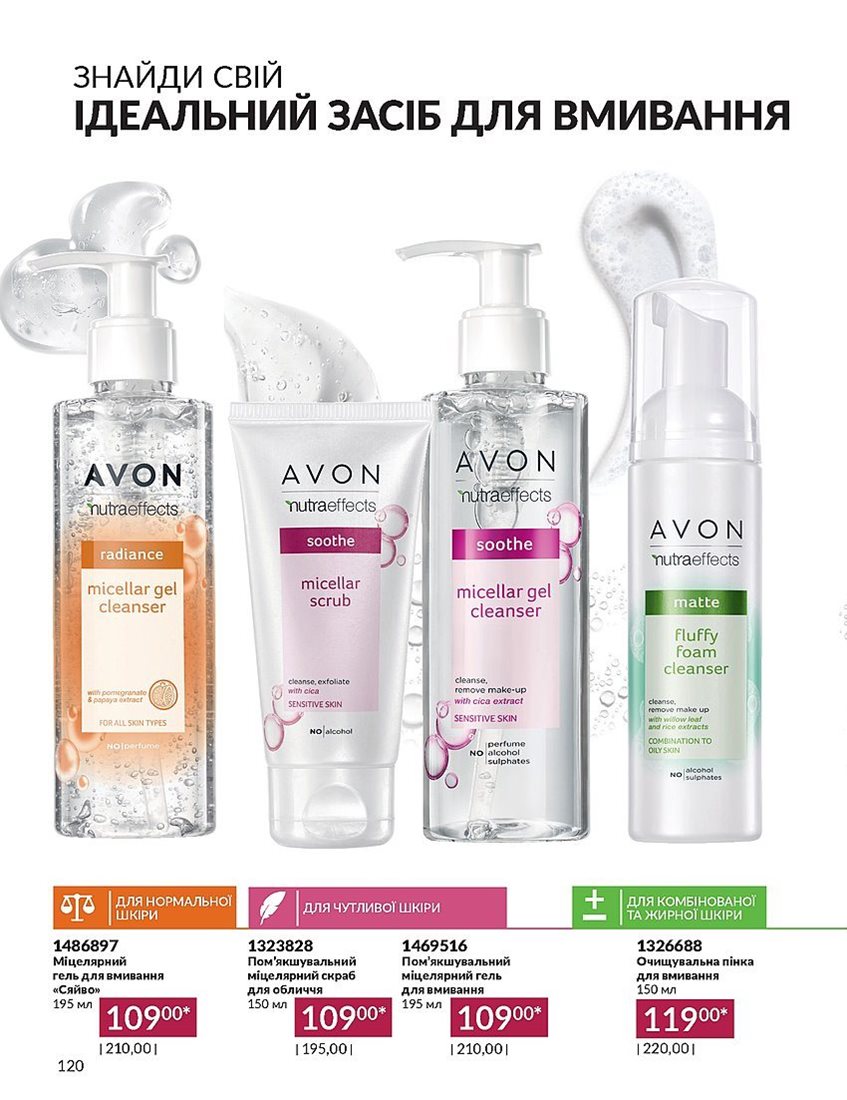 ЗНАЙДИ СВІЙ
ІДЕАЛЬНИЙ ЗАСІБ ДЛЯ ВМИВАННЯ
AVON
nutraeffects
radiance
micellar gel
cleanser
with pomegranate
& papaya extract
FOR ALL SKIN TYPES
NO|perfume
AVON
nutraeffects
soothe
micellar
scrub
cleanse, exfoliate
with cica
SENSITIVE SKIN
NO|alcohol
AVON
nutraeffects
soothe
micellar gel
cleanser
cleanse,
remove make-up
with cica extract
SENSITIVE SKIN
perfume
NO|alcohol
sulphates
AVON
nutraeffects
matte
fluffy
foam
cleanser
cleanse,
remove make up
with willow leaf
and rice extracts
COMBINATION TO
OILY SKIN
NO|alcohol
sulphates
ДЛЯ НОРМАЛЬНОЇ
ШКІРИ
1486897
Міцелярний
гель для вмивання
«Сяйво»
195 мл
109⁰⁰*
|210,00|
ДЛЯ ЧУТЛИВОЇ ШКІРИ
1323828
Пом'якшувальний
міцелярний скраб
для обличчя
150 мл
109⁰⁰*
|195,00|
1469516
Пом'якшувальний
міцелярний гель
для вмивання
195 мл
109⁰⁰*
|210,00|
ДЛЯ КОМБІНОВАНОЇ
ТА ЖИРНОЇ ШКІРИ
1326688
Очищувальна пінка
для вмивання
150 мл
119⁰⁰*
|220,00|
120